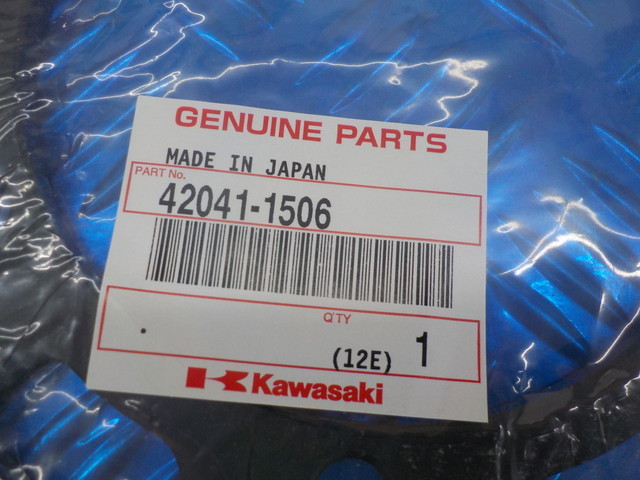 GENUINE PARTS
MADE IN JAPAN
PART No.
42041-1506
Q'TY
(12E) 1
Kawasaki